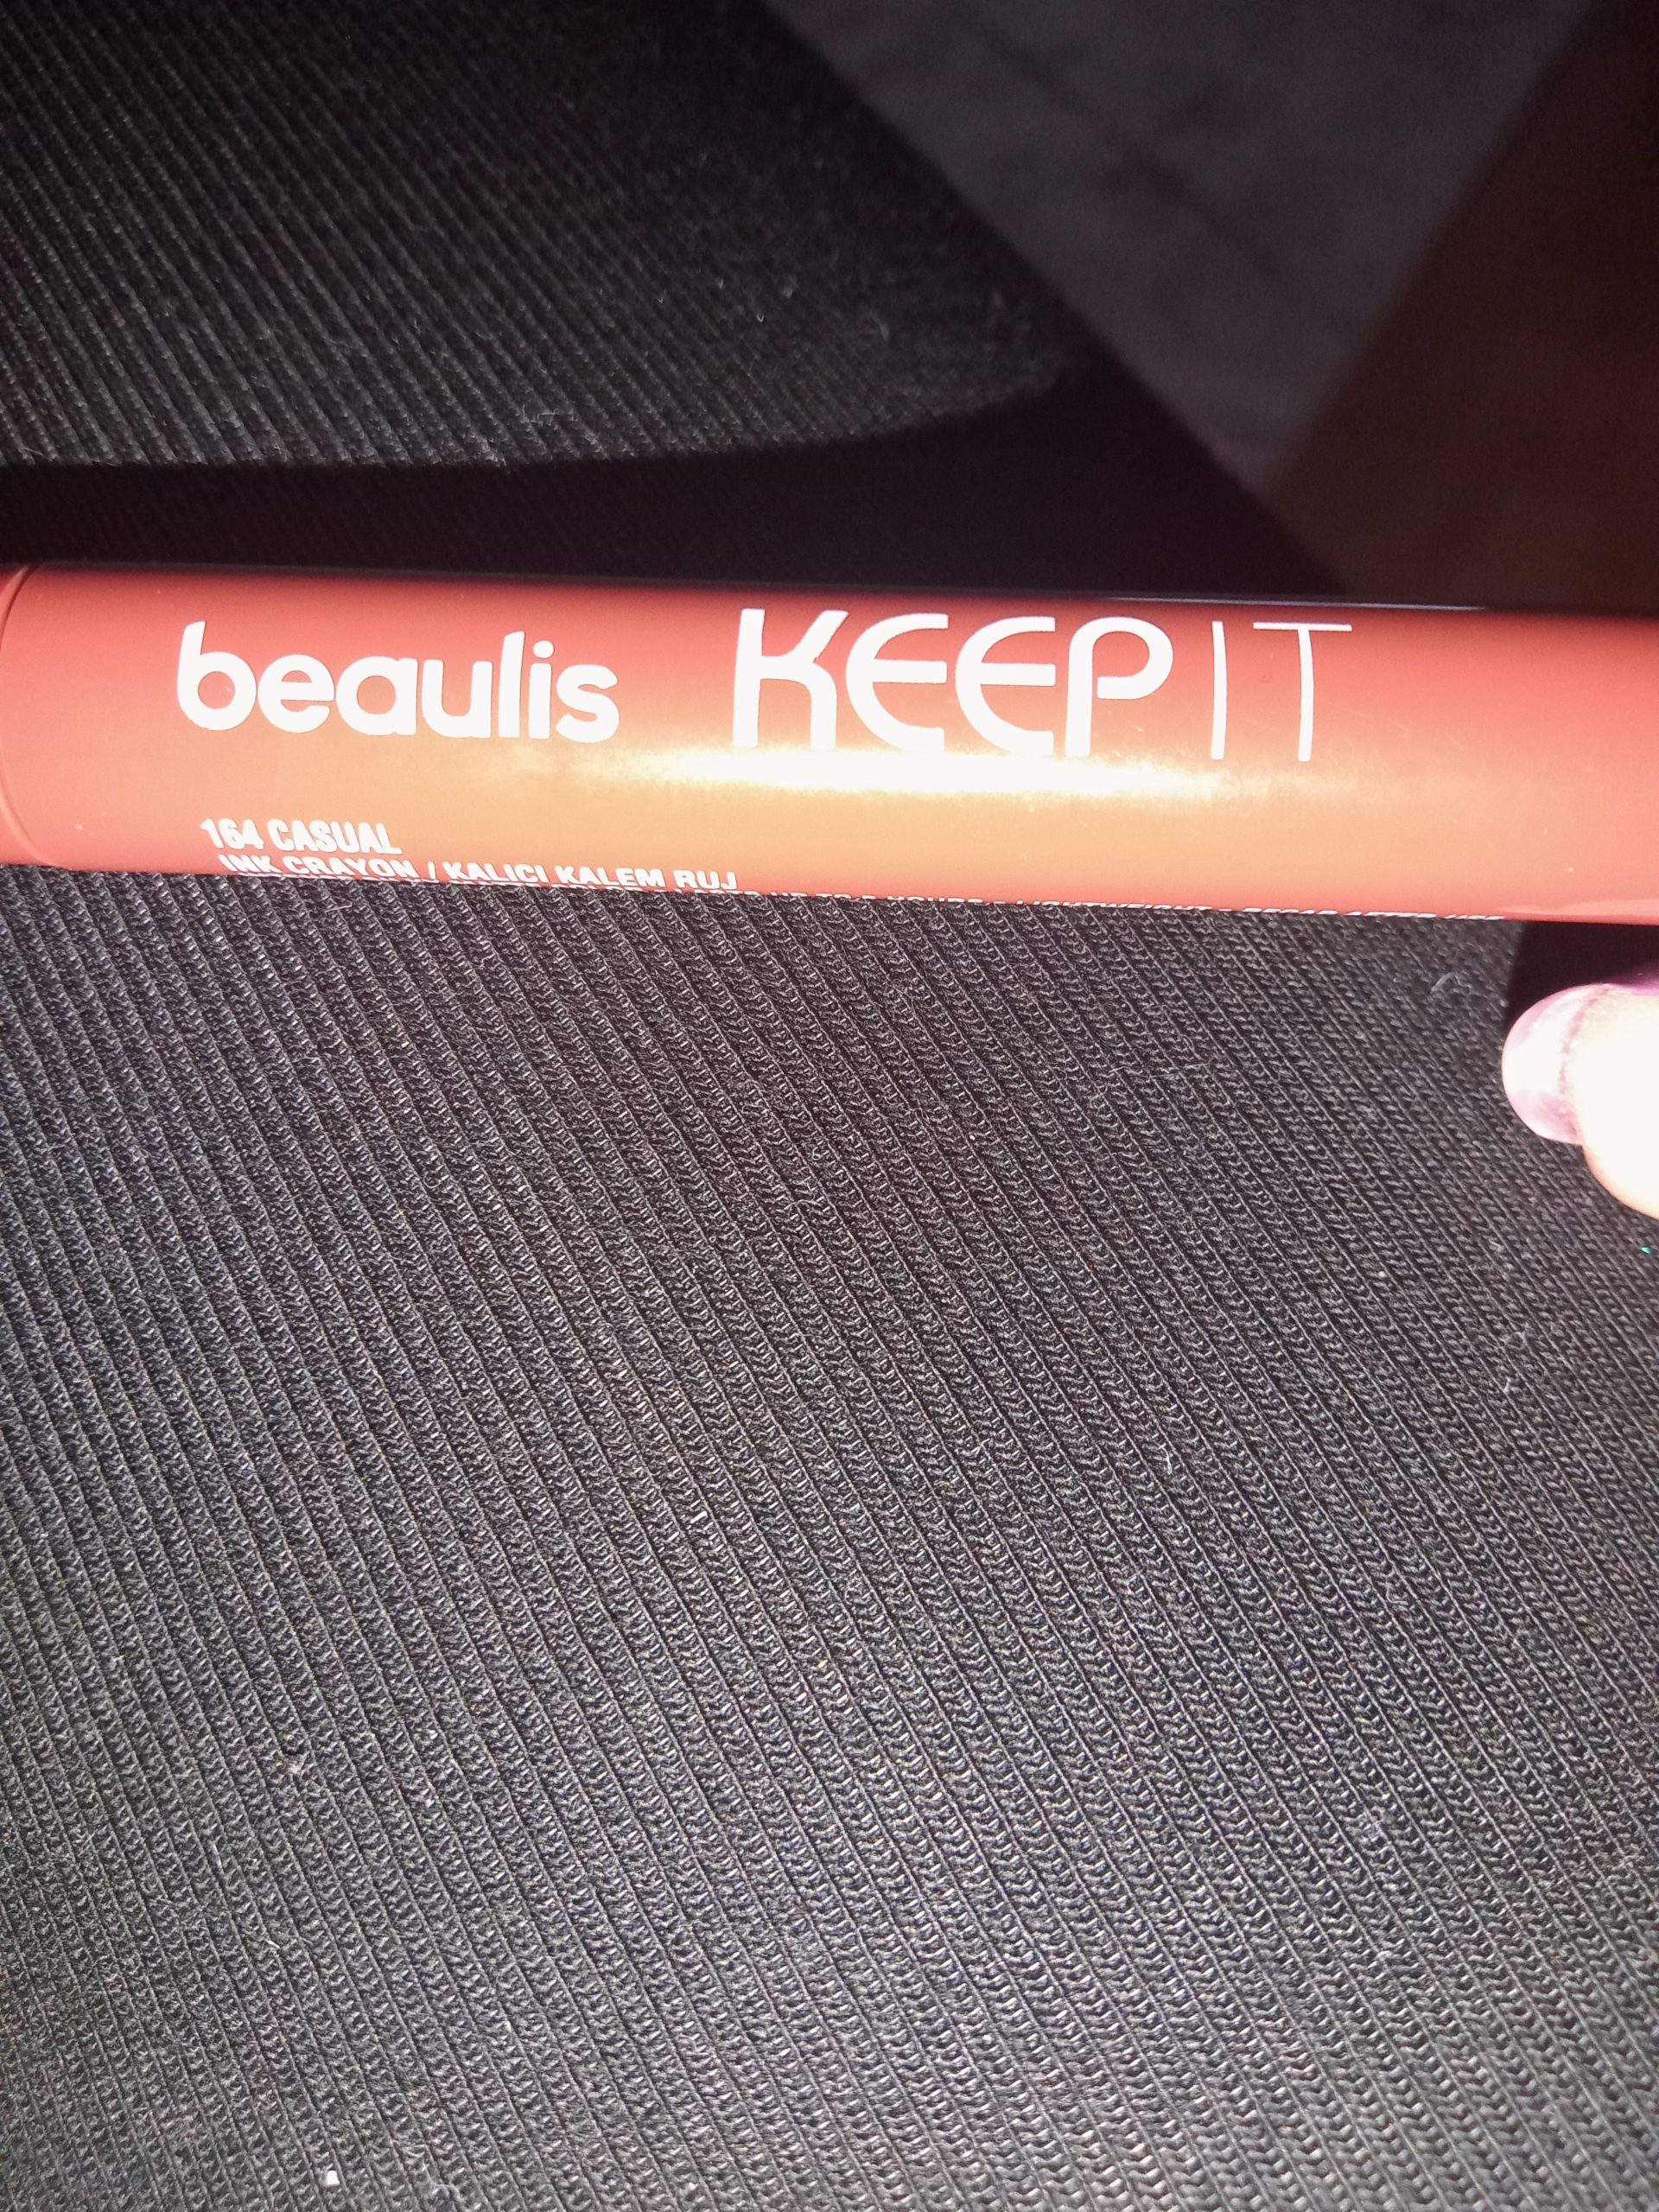 beaulis KEEP IT
164 CASUAL
INK CRAYON / KALICI KALEM RUJ